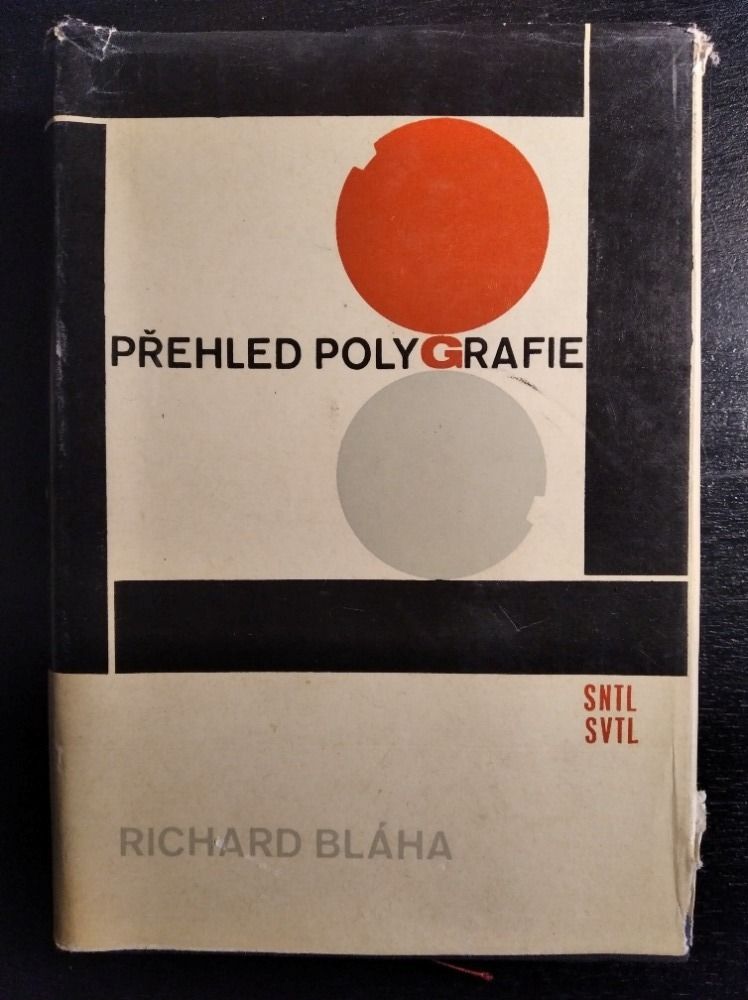 PŘEHLED POLYGRAFIE
SNTL
SVTL
RICHARD BLÁHA